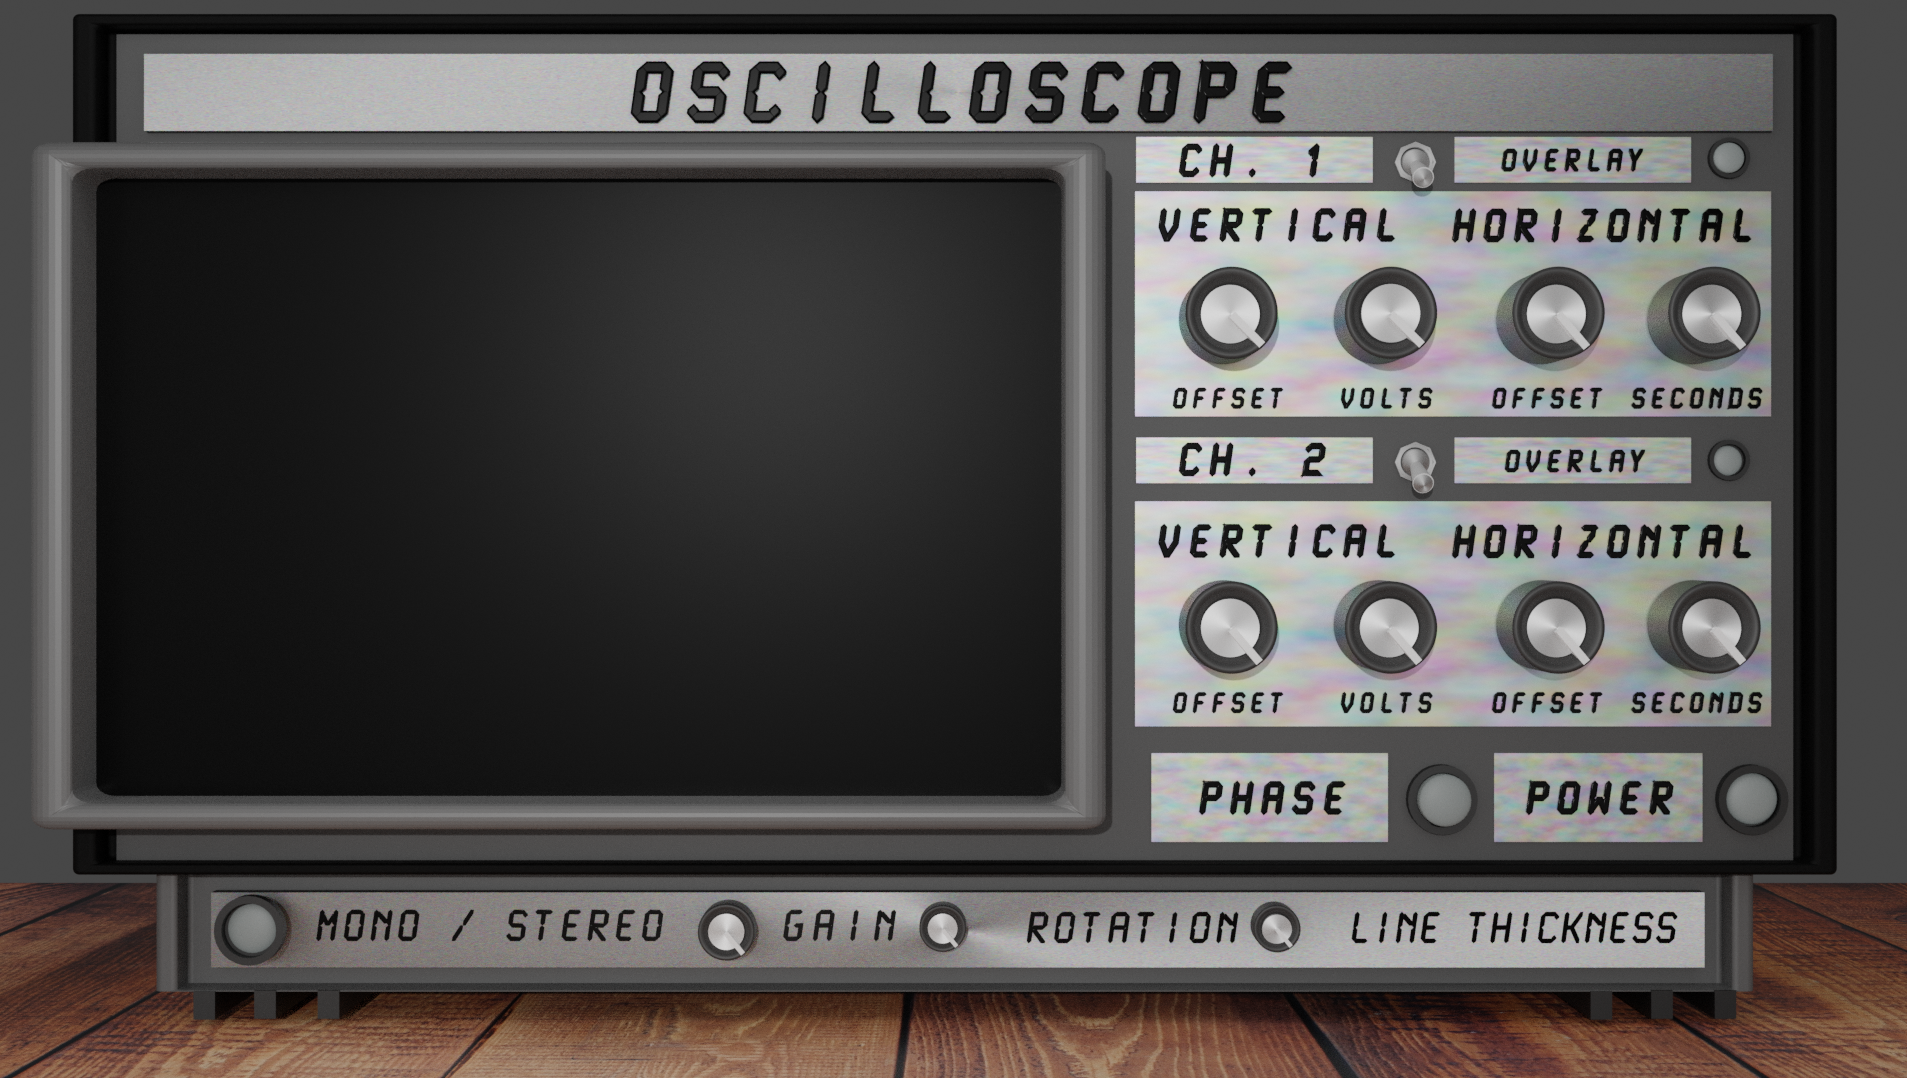 OSCILLOSCOPE
CH. 1
OVERLAY
VERTICAL HORIZONTAL
OFFSET VOLTS OFFSET SECONDS
CH. 2
OVERLAY
VERTICAL HORIZONTAL
OFFSET VOLTS OFFSET SECONDS
PHASE
POWER
MONO / STEREO GAIN ROTATION LINE THICKNESS